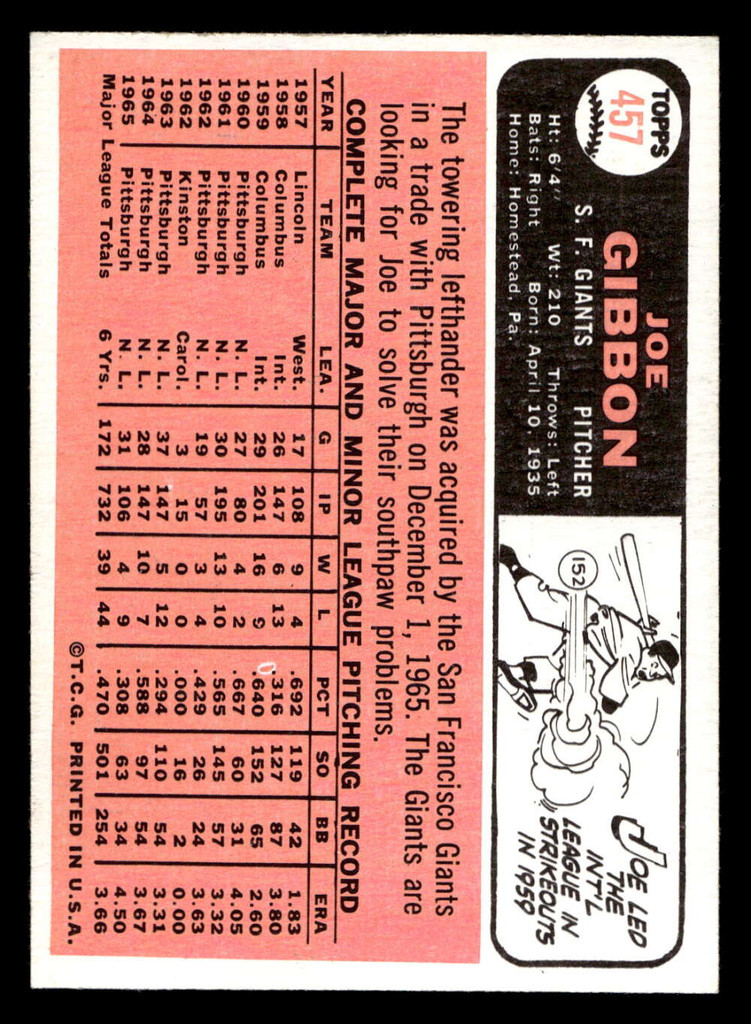 TOPPS
457
JOE
GIBBON
S. F. GIANTS PITCHER
Ht: 6'4" Wt: 210 Throws: Left
Bats: Right Born: April 10, 1935
Home: Homestead, Pa.
152
JOE LED
THE
INT'L
LEAGUE IN
STRIKEOUTS
IN 1959
The towering lefthander was acquired by the San Francisco Giants
in a trade with Pittsburgh on December 1, 1965. The Giants are
looking for Joe to solve their southpaw problems.
COMPLETE MAJOR AND MINOR LEAGUE PITCHING RECORD
YEAR TEAM LEA. G IP W L PCT SO BB ERA
1957 Lincoln West. 17 108 9 4 .692 119 42 1.83
1958 Columbus Int. 26 147 6 13 .316 127 87 3.80
1959 Columbus Int. 29 201 16 9 .640 152 65 2.60
1960 Pittsburgh N. L. 27 80 4 2 .667 60 31 4.05
1961 Pittsburgh N. L. 30 195 13 10 .565 145 57 3.32
1962 Pittsburgh N. L. 19 57 3 4 .429 26 24 3.63
1962 Kinston Carol. 3 15 0 0 .000 16 2 0.00
1963 Pittsburgh N. L. 37 147 5 12 .294 110 54 3.31
1964 Pittsburgh N. L. 28 147 10 7 .588 97 54 3.67
1965 Pittsburgh N. L. 31 106 4 9 .308 63 34 4.50
Major League Totals 6 Yrs. 172 732 39 44 .470 501 254 3.66
©T.C.G. PRINTED IN U.S.A.